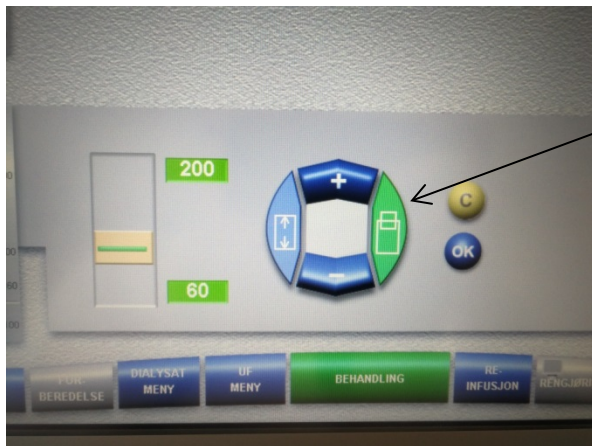 200
60
+
-
C
OK
FOR-
BEREDELSE
DIALYSAT
MENY
UF
MENY
BEHANDLING
RE-
INFUSJON